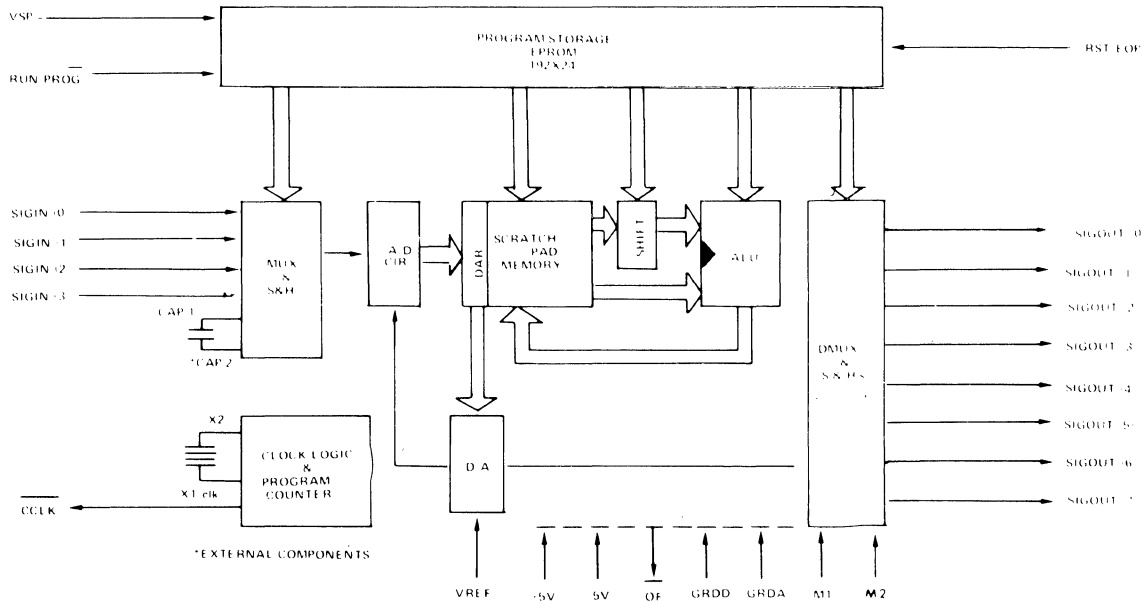 VSP
PROGRAM STORAGE
EPROM
192X24
RST EOP
RUN PROG
SIGIN (0)
SIGIN (1)
SIGIN (2)
SIGIN (3)
MUX
&
S&H
A/D
CIR
DAR
SCRATCH
PAD
MEMORY
SHIFT
ALU
CAP 1
*CAP 2
DMUX
&
S&H's
SIGOUT (0)
SIGOUT (1)
SIGOUT (2)
SIGOUT (3)
SIGOUT (4)
SIGOUT (5)
SIGOUT (6)
SIGOUT (7)
X2
X1 clk
CLOCK LOGIC
&
PROGRAM
COUNTER
CCLK
D/A
*EXTERNAL COMPONENTS
VREF
-5V
5V
OF
GRDD
GRDA
M1
M2